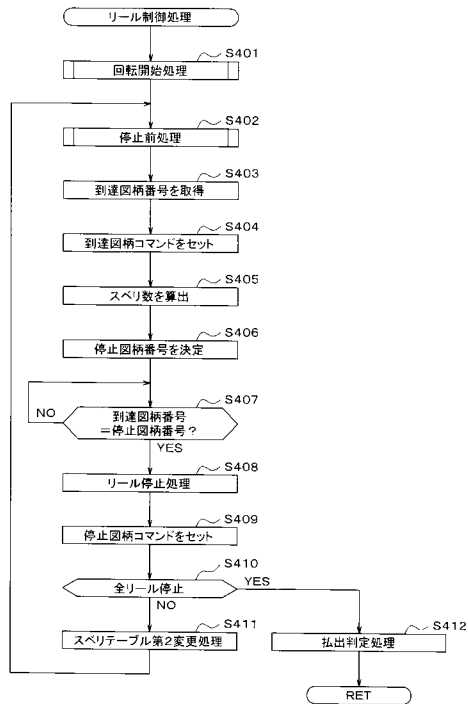 リール制御処理
S401
回転開始処理
S402
停止前処理
S403
到達図柄番号を取得
S404
到達図柄コマンドをセット
S405
スベリ数を算出
S406
停止図柄番号を決定
S407
到達図柄番号
=停止図柄番号?
NO
YES
S408
リール停止処理
S409
停止図柄コマンドをセット
S410
全リール停止
YES
NO
S411
スベリテーブル第2変更処理
S412
払出判定処理
RET